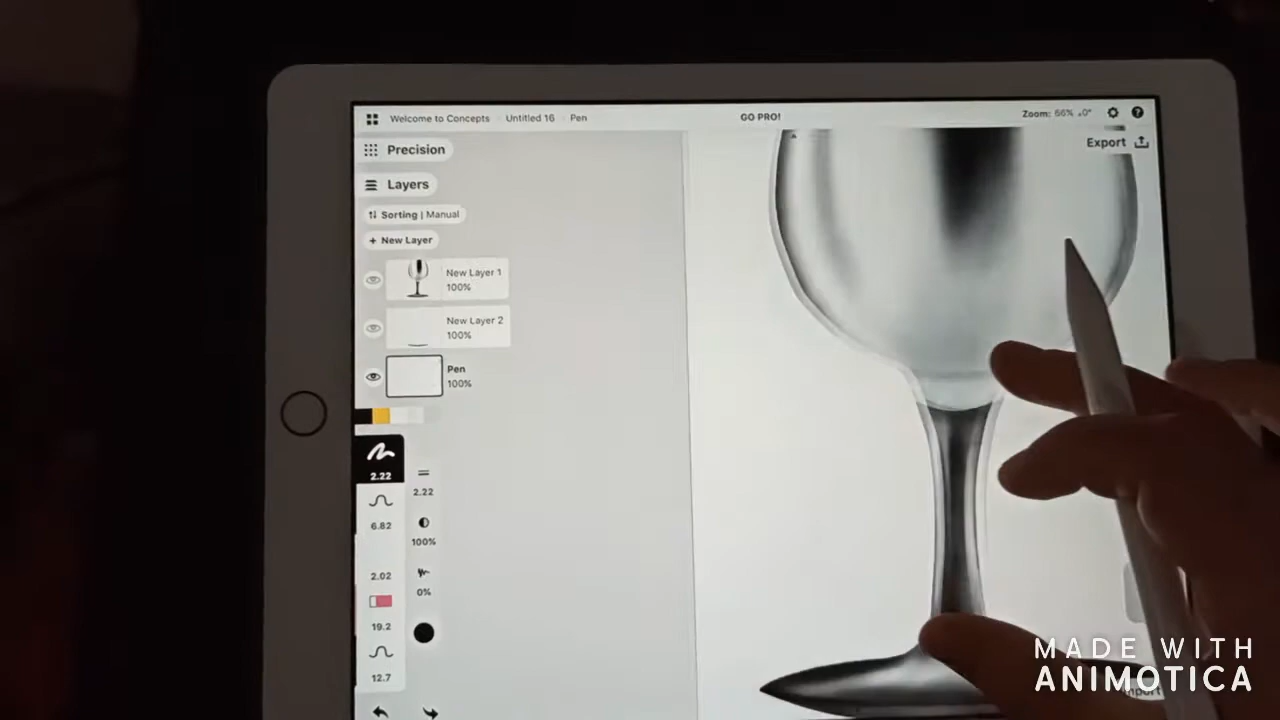 Welcome to Concepts Untitled 16 Pen GO PRO! Zoom: 66% 0°
Precision
Export
Layers
Sorting | Manual
+ New Layer
New Layer 1
100%
New Layer 2
100%
Pen
100%
2.22
2.22
6.82
100%
2.02
0%
19.2
12.7
MADE WITH
ANIMOTICA